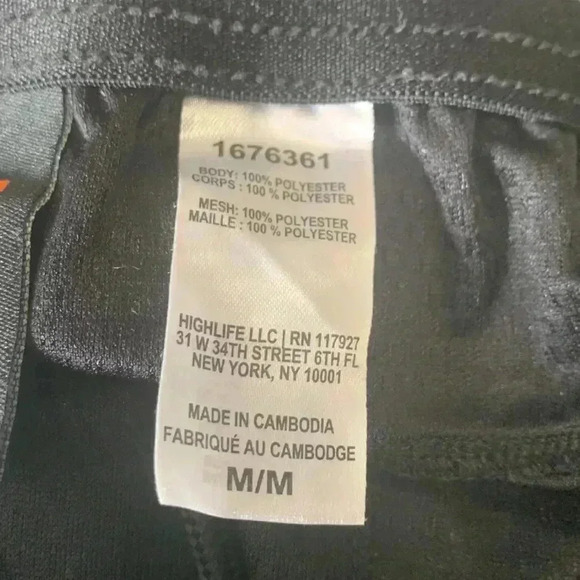 1676361
BODY: 100% POLYESTER
CORPS : 100 % POLYESTER
MESH: 100% POLYESTER
MAILLE : 100 % POLYESTER
HIGHLIFE LLC | RN 117927
31 W 34TH STREET 6TH FL
NEW YORK, NY 10001
MADE IN CAMBODIA
FABRIQUÉ AU CAMBODGE
M/M